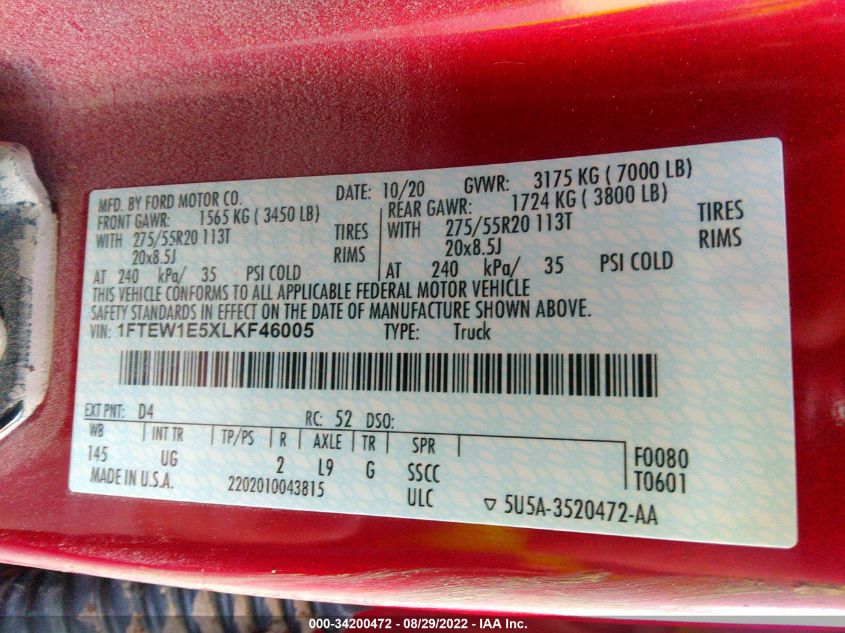 MFD. BY FORD MOTOR CO. DATE: 10/20 GVWR: 3175 KG ( 7000 LB)
FRONT GAWR: 1565 KG ( 3450 LB) REAR GAWR: 1724 KG ( 3800 LB)
WITH 275/55R20 113T TIRES WITH 275/55R20 113T TIRES
20x8.5J RIMS 20x8.5J RIMS
AT 240 kPa/ 35 PSI COLD AT 240 kPa/ 35 PSI COLD
THIS VEHICLE CONFORMS TO ALL APPLICABLE FEDERAL MOTOR VEHICLE
SAFETY STANDARDS IN EFFECT ON THE DATE OF MANUFACTURE SHOWN ABOVE.
VIN: 1FTEW1E5XLKF46005 TYPE: Truck
EXT PNT: D4 RC: 52 DSO:
WB INT TR TP/PS R AXLE TR SPR F0080
145 UG 2 L9 G SSCC T0601
MADE IN U.S.A. 2202010043815 ULC ▽ 5U5A-3520472-AA
000-34200472 - 08/29/2022 - IAA Inc.